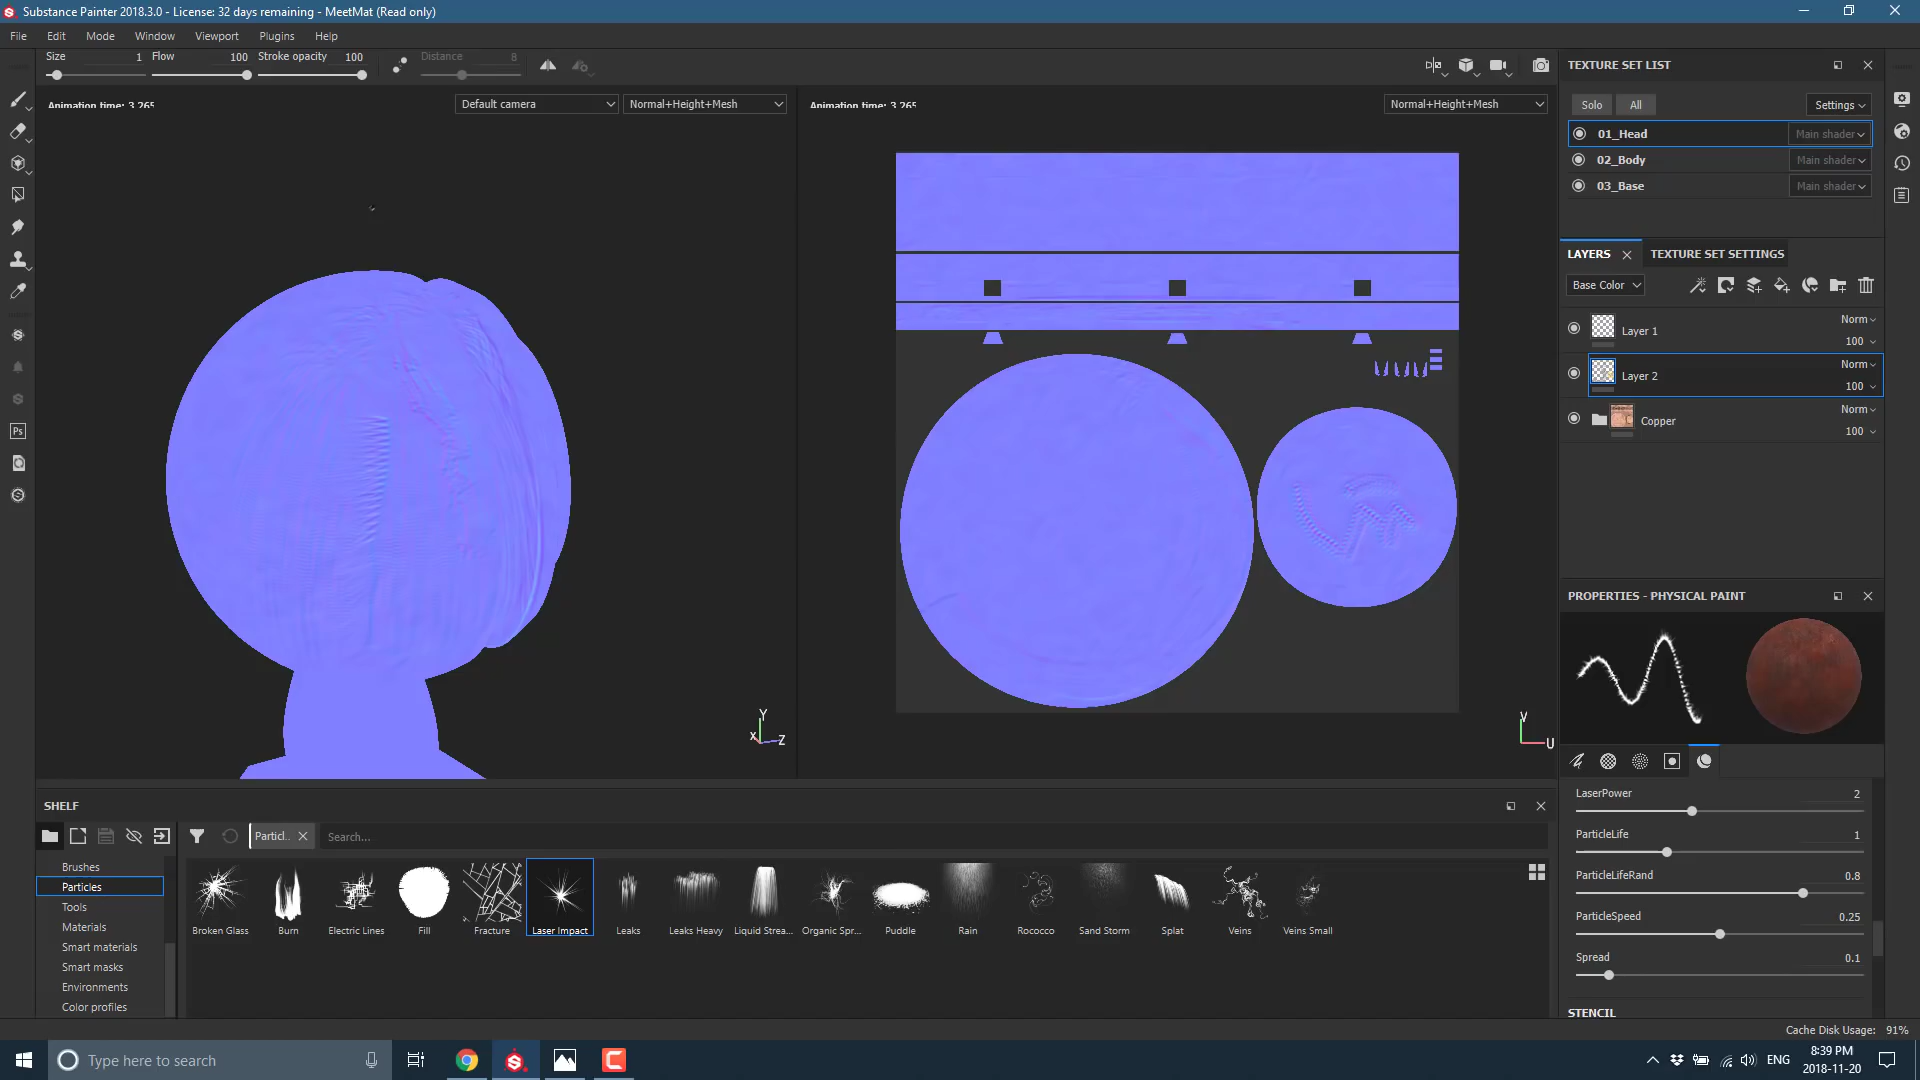 Substance Painter 2018.3.0 - License: 32 days remaining - MeetMat (Read only)
File Edit Mode Window Viewport Plugins Help
Size 1 Flow 100 Stroke opacity 100 Distance 8
Animation time: 3.265 Default camera Normal+Height+Mesh
Animation time: 3.265 Normal+Height+Mesh
Y
X
Z
V
U
TEXTURE SET LIST
Solo All Settings
01_Head Main shader
02_Body Main shader
03_Base Main shader
LAYERS TEXTURE SET SETTINGS
Base Color
Layer 1 Norm 100
Layer 2 Norm 100
Copper Norm 100
PROPERTIES - PHYSICAL PAINT
LaserPower 2
ParticleLife 1
ParticleLifeRand 0.8
ParticleSpeed 0.25
Spread 0.1
STENCIL
Ps
SHELF
Particl.. Search...
Brushes
Particles
Tools
Materials
Smart materials
Smart masks
Environments
Color profiles
Broken Glass Burn Electric Lines Fill Fracture Laser Impact Leaks Leaks Heavy Liquid Strea... Organic Spr... Puddle Rain Rococco Sand Storm Splat Veins Veins Small
Cache Disk Usage: 91%
Type here to search
ENG
8:39 PM
2018-11-20